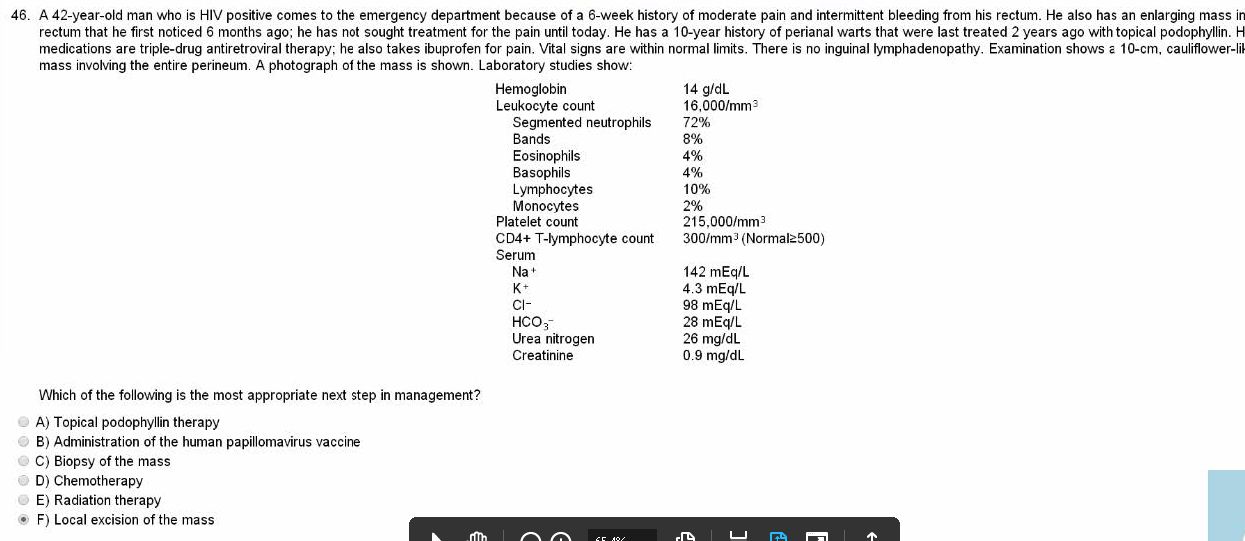 46. A 42-year-old man who is HIV positive comes to the emergency department because of a 6-week history of moderate pain and intermittent bleeding from his rectum. He also has an enlarging mass in
rectum that he first noticed 6 months ago; he has not sought treatment for the pain until today. He has a 10-year history of perianal warts that were last treated 2 years ago with topical podophyllin. H
medications are triple-drug antiretroviral therapy; he also takes ibuprofen for pain. Vital signs are within normal limits. There is no inguinal lymphadenopathy. Examination shows a 10-cm, cauliflower-li
mass involving the entire perineum. A photograph of the mass is shown. Laboratory studies show:
Hemoglobin 14 g/dL
Leukocyte count 16,000/mm³
Segmented neutrophils 72%
Bands 8%
Eosinophils 4%
Basophils 4%
Lymphocytes 10%
Monocytes 2%
Platelet count 215,000/mm³
CD4+ T-lymphocyte count 300/mm³ (Normal≥500)
Serum
Na⁺ 142 mEq/L
K⁺ 4.3 mEq/L
Cl⁻ 98 mEq/L
HCO₃⁻ 28 mEq/L
Urea nitrogen 26 mg/dL
Creatinine 0.9 mg/dL
Which of the following is the most appropriate next step in management?
A) Topical podophyllin therapy
B) Administration of the human papillomavirus vaccine
C) Biopsy of the mass
D) Chemotherapy
E) Radiation therapy
F) Local excision of the mass